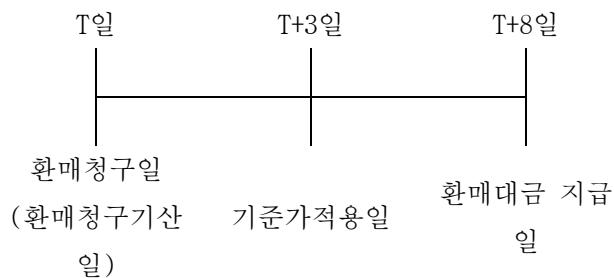 T일 T+3일 T+8일
환매청구일
(환매청구기산
일)
기준가적용일
환매대금 지급
일